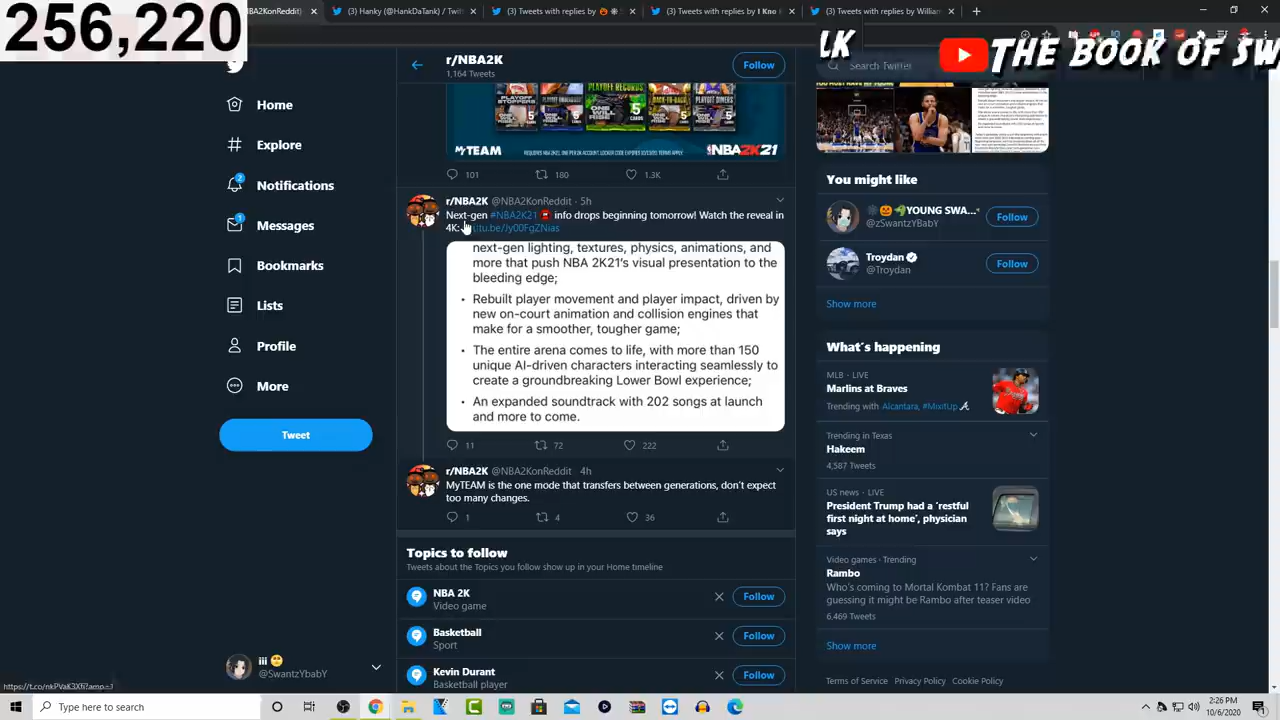 256,220
A2KonReddit)
(3) Hanky (@HankDaTank
(3) Tweets
replies by
(3) Tweets with replies by
(3) Tweets with replies by William
LK
THE BOOK OF SW
r/NBA2K
1,164 Tweets
Follow
Search Twitter
Home
Notifications
Messages
Bookmarks
Lists
Profile
More
Tweet
2
1
101
180
1.3K
r/NBA2K @NBA2KonReddit · 5h
Next-gen #NBA2K21 info drops beginning tomorrow! Watch the reveal in
4K:
next-gen lighting, textures, physics, animations, and
more that push NBA 2K21's visual presentation to the
bleeding edge;
• Rebuilt player movement and player impact, driven by
new on-court animation and collision engines that
make for a smoother, tougher game;
• The entire arena comes to life, with more than 150
unique AI-driven characters interacting seamlessly to
create a groundbreaking Lower Bowl experience;
• An expanded soundtrack with 202 songs at launch
and more to come.
11
72
222
r/NBA2K @NBA2KonReddit · 4h
MyTEAM is the one mode that transfers between generations, don't expect
too many changes.
1
4
36
Topics to follow
Tweets about the Topics you follow show up in your Home timeline
NBA 2K
Video game
Follow
Basketball
Sport
Follow
Kevin Durant
Basketball player
Follow
iii
@SwantzYBabY
You might like
YOUNG SWA...
@zSwantzYBabY
Follow
Troydan
@Troydan
Follow
Show more
What's happening
MLB · LIVE
Marlins at Braves
Trending with Alcantara, #MixitUp
Trending in Texas
Hakeem
4,587 Tweets
US news · LIVE
President Trump had a 'restful
first night at home', physician
says
Video games · Trending
Rambo
Who's coming to Mortal Kombat 11? Fans are
guessing it might be Rambo after teaser video
6,469 Tweets
Show more
Terms of Service Privacy Policy Cookie Policy
Type here to search
2:26 PM
10/6/2020